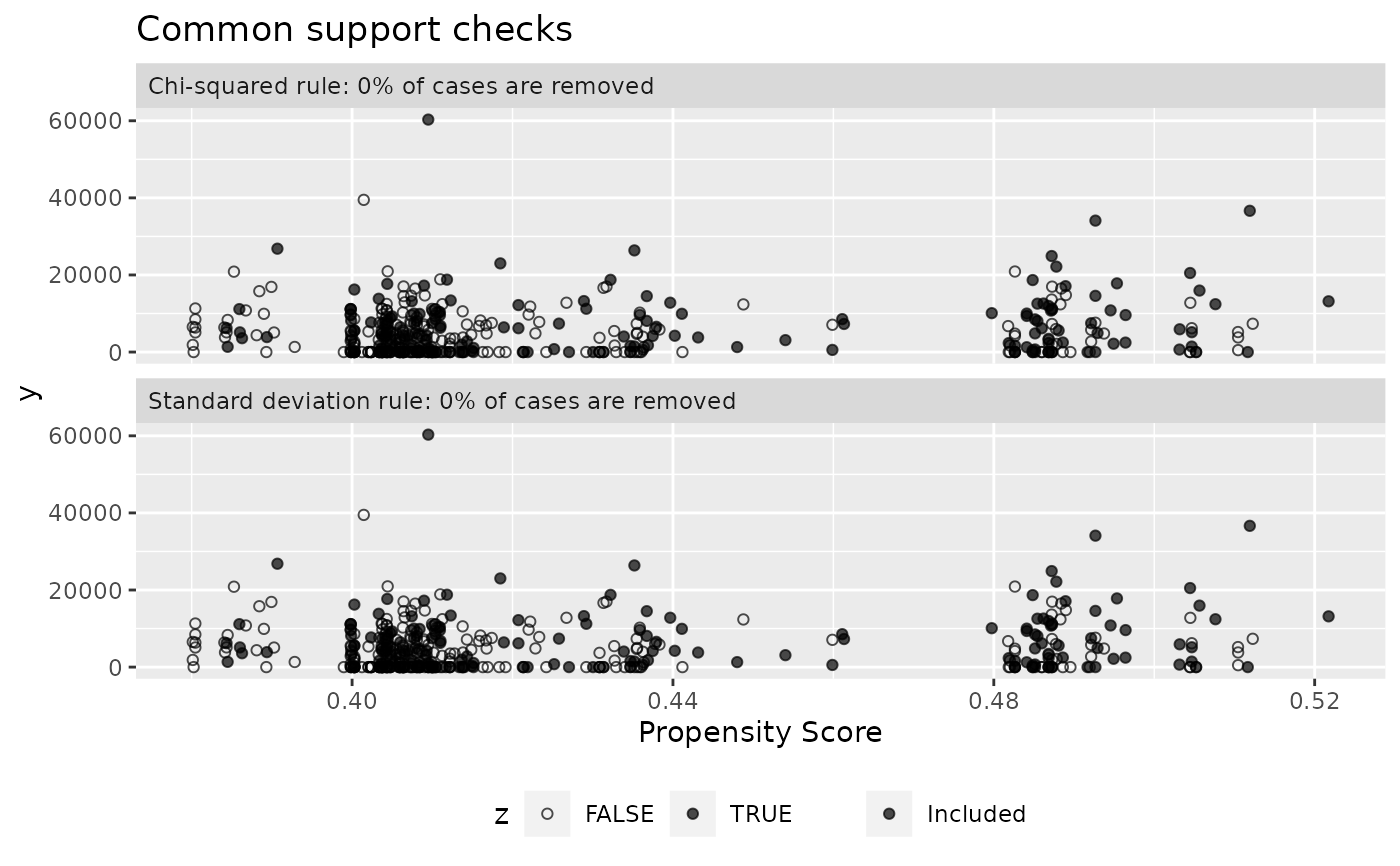 Common support checks
Chi-squared rule: 0% of cases are removed
60000
40000
20000
0
y
Standard deviation rule: 0% of cases are removed
60000
40000
20000
0
0.40 0.44 0.48 0.52
Propensity Score
z FALSE TRUE Included